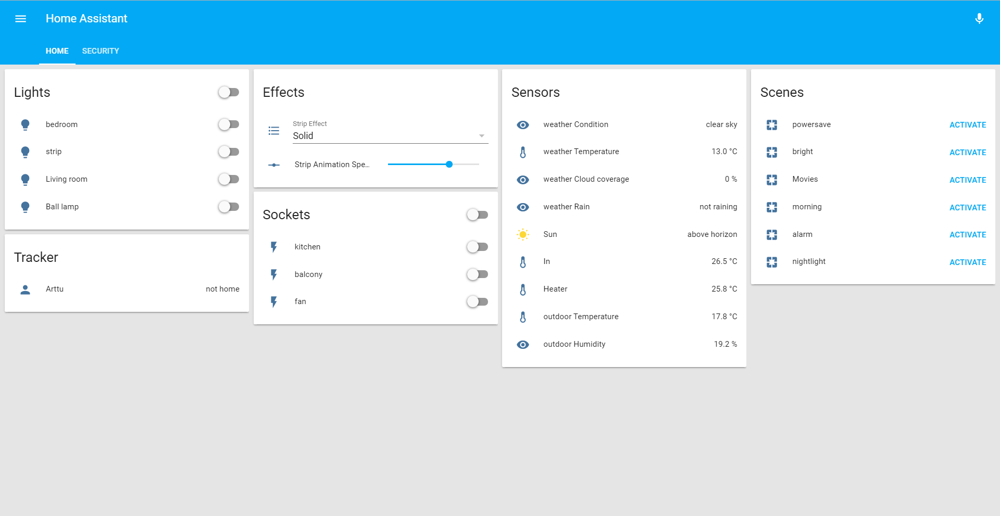 Home Assistant
HOME SECURITY
Lights
bedroom
strip
Living room
Ball lamp
Tracker
Arttu not home
Effects
Strip Effect
Solid
Strip Animation Spe...
Sockets
kitchen
balcony
fan
Sensors
weather Condition clear sky
weather Temperature 13.0 °C
weather Cloud coverage 0 %
weather Rain not raining
Sun above horizon
In 26.5 °C
Heater 25.8 °C
outdoor Temperature 17.8 °C
outdoor Humidity 19.2 %
Scenes
powersave ACTIVATE
bright ACTIVATE
Movies ACTIVATE
morning ACTIVATE
alarm ACTIVATE
nightlight ACTIVATE